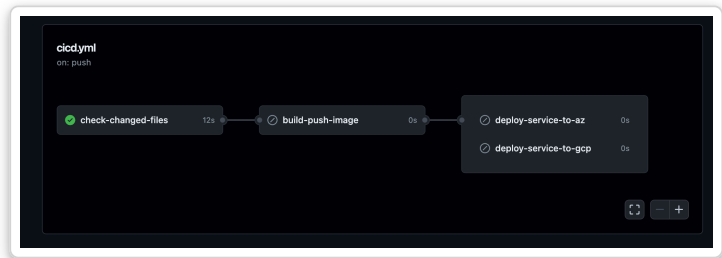 cicd.yml
on: push
check-changed-files 12s
build-push-image 0s
deploy-service-to-az 0s
deploy-service-to-gcp 0s